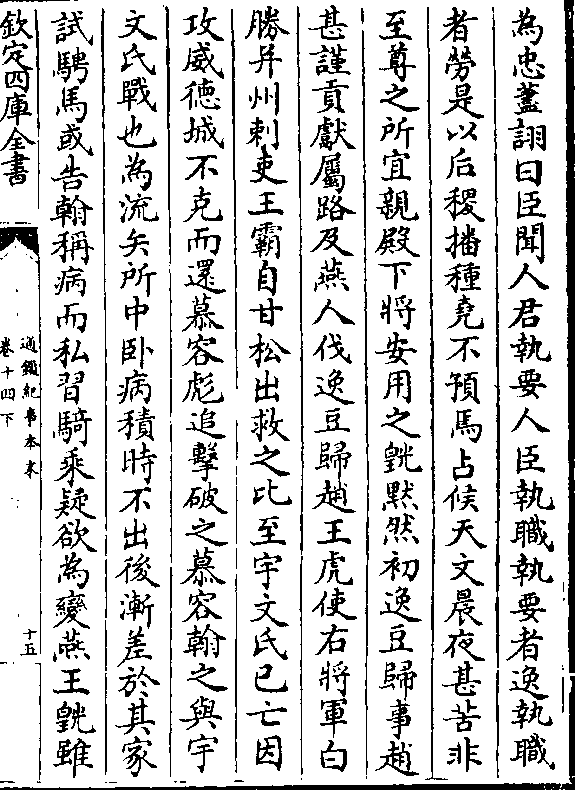 為忠藎詡曰臣聞人君執要人臣執職執要者逸執職
者勞是以后稷播種堯不預焉占候天文晨夜甚苦非
至尊之所宜親殿下將安用之皝默然初逸豆歸事趙
甚謹貢獻屬路及燕人伐逸豆歸趙王虎使右將軍白
勝并州刺史王霸自甘松出救之比至宇文氏已亡因
攻威德城不克而還慕容彪追擊破之慕容翰之與宇
文氏戰也為流矢所中卧病積時不出後漸差於其家
試騁馬或告翰稱病而私習騎乘疑欲為變燕王皝雖
欽定四庫全書
通鑑紀事本末
卷十四下
十五